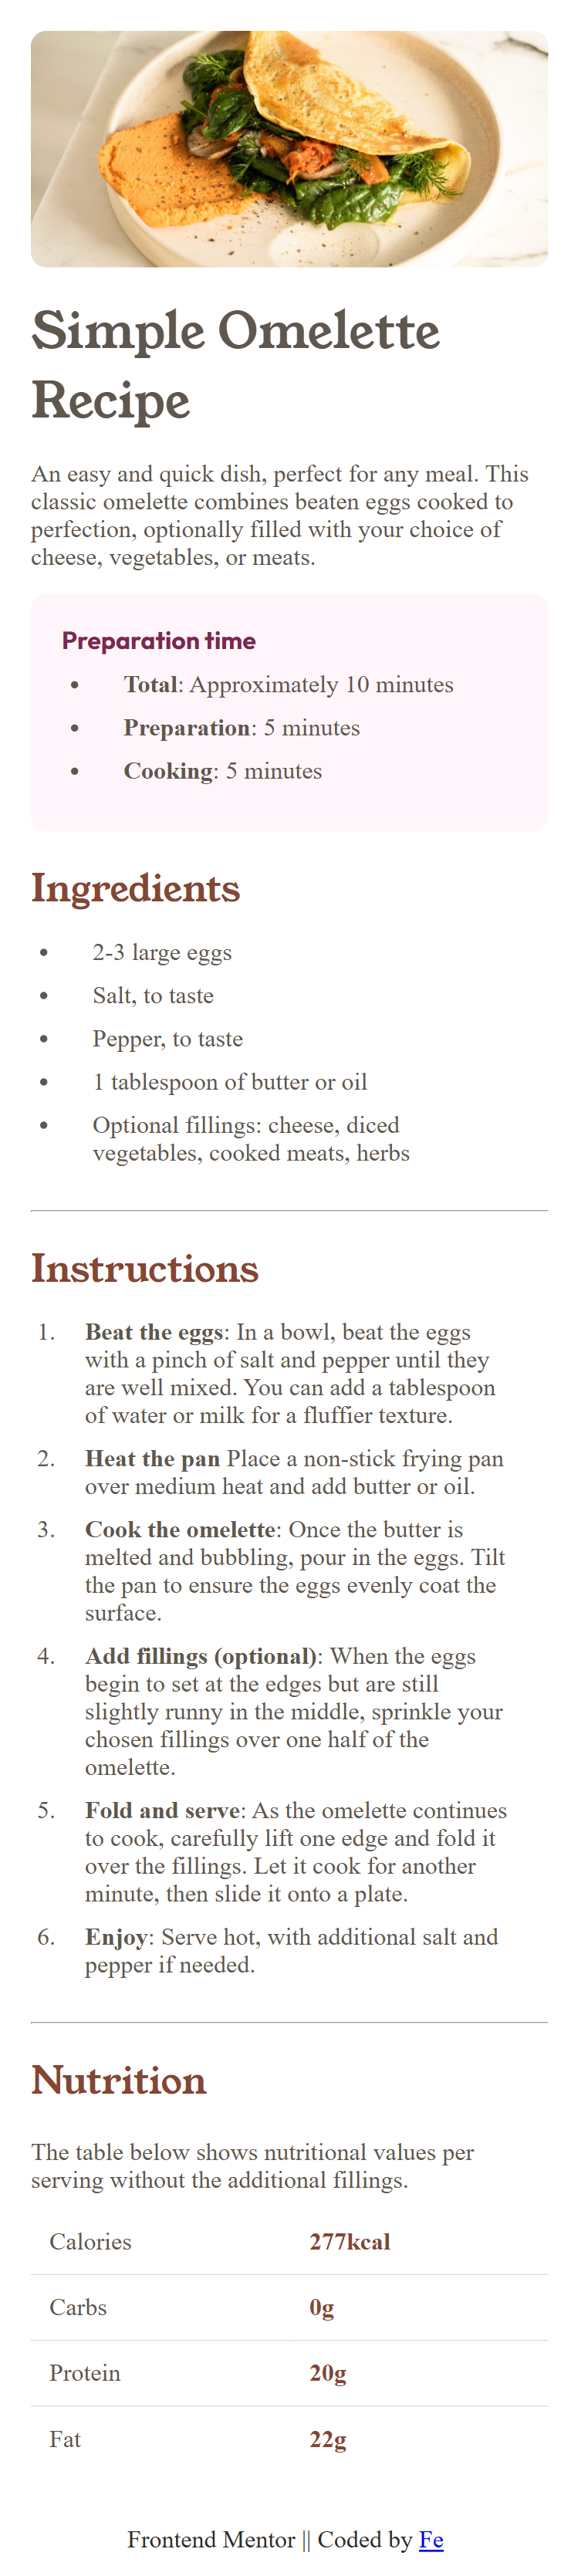 Simple Omelette
Recipe
An easy and quick dish, perfect for any meal. This
classic omelette combines beaten eggs cooked to
perfection, optionally filled with your choice of
cheese, vegetables, or meats.
Preparation time
• Total: Approximately 10 minutes
• Preparation: 5 minutes
• Cooking: 5 minutes
Ingredients
• 2-3 large eggs
• Salt, to taste
• Pepper, to taste
• 1 tablespoon of butter or oil
• Optional fillings: cheese, diced
vegetables, cooked meats, herbs
Instructions
1. Beat the eggs: In a bowl, beat the eggs
with a pinch of salt and pepper until they
are well mixed. You can add a tablespoon
of water or milk for a fluffier texture.
2. Heat the pan Place a non-stick frying pan
over medium heat and add butter or oil.
3. Cook the omelette: Once the butter is
melted and bubbling, pour in the eggs. Tilt
the pan to ensure the eggs evenly coat the
surface.
4. Add fillings (optional): When the eggs
begin to set at the edges but are still
slightly runny in the middle, sprinkle your
chosen fillings over one half of the
omelette.
5. Fold and serve: As the omelette continues
to cook, carefully lift one edge and fold it
over the fillings. Let it cook for another
minute, then slide it onto a plate.
6. Enjoy: Serve hot, with additional salt and
pepper if needed.
Nutrition
The table below shows nutritional values per
serving without the additional fillings.
Calories 277kcal
Carbs 0g
Protein 20g
Fat 22g
Frontend Mentor || Coded by Fe